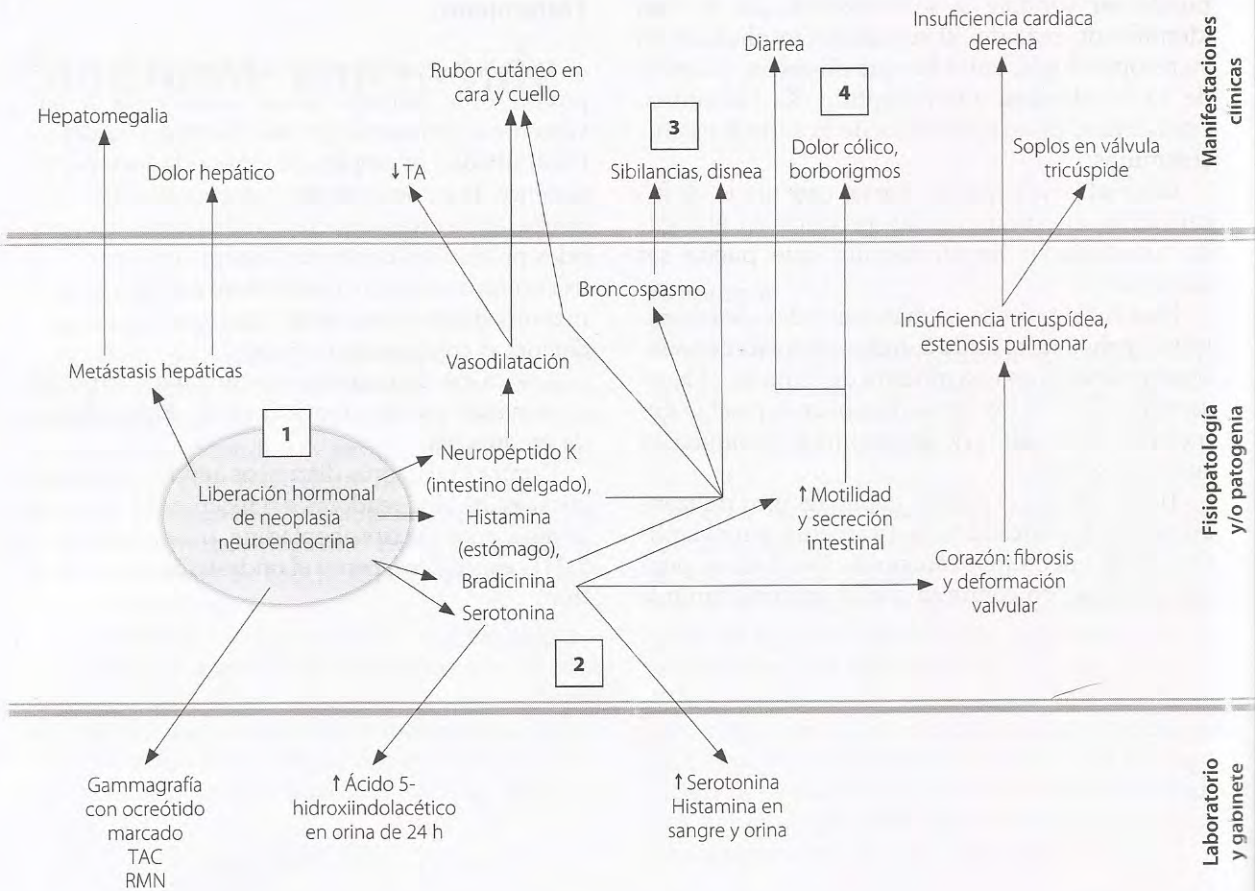 Insuficiencia cardiaca
derecha
Diarrea
Rubor cutáneo en
cara y cuello
4
Hepatomegalia
3
Dolor hepático
↓TA
Sibilancias, disnea
Dolor cólico,
borborigmos
Soplos en válvula
tricúspide
Manifestaciones
clínicas
Broncospasmo
Insuficiencia tricuspídea,
estenosis pulmonar
Metástasis hepáticas
Vasodilatación
1
Liberación hormonal
de neoplasia
neuroendocrina
Neuropéptido K
(intestino delgado),
Histamina
(estómago),
Bradicinina
Serotonina
↑Motilidad
y secreción
intestinal
Corazón: fibrosis
y deformación
valvular
2
Fisiopatología
y/o patogenia
Gammagrafía
con ocreótido
marcado
TAC
RMN
↑Ácido 5-
hidroxiindolacético
en orina de 24 h
↑Serotonina
Histamina en
sangre y orina
Laboratorio
y gabinete